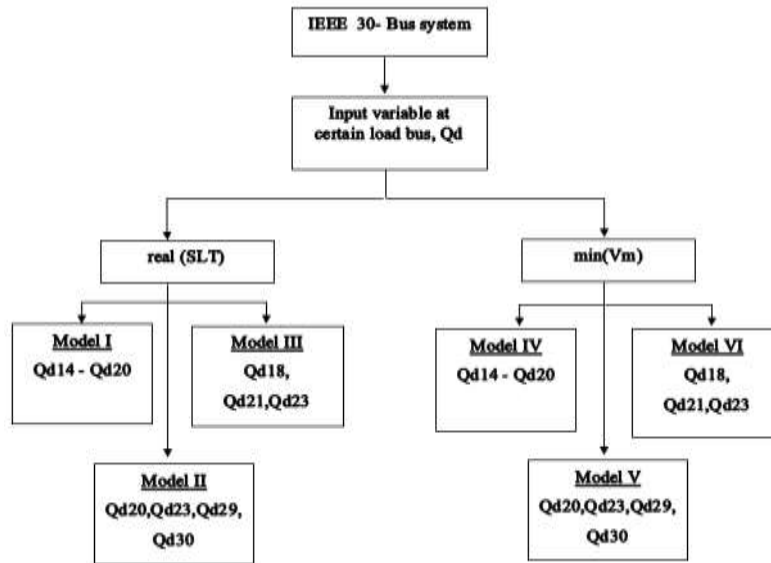 IEEE 30- Bus system
Input variable at
certain load bus, Qd
real (SLT)
min(Vm)
Model I
Qd14 - Qd20
Model III
Qd18,
Qd21,Qd23
Model IV
Qd14 - Qd20
Model VI
Qd18,
Qd21,Qd23
Model II
Qd20,Qd23,Qd29,
Qd30
Model V
Qd20,Qd23,Qd29,
Qd30